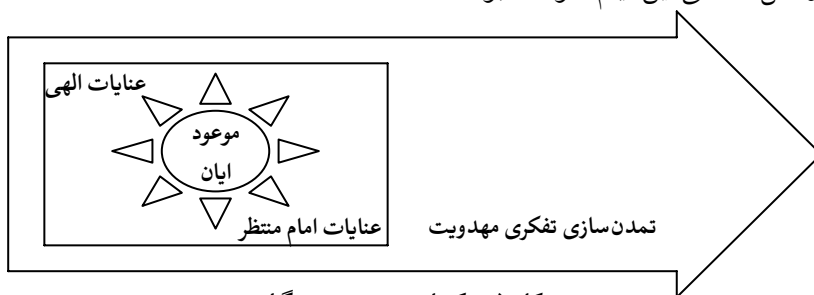 عنایات الهی
موعود
ایان
عنایات امام منتظر
تمدن‌سازی تفکری مهدویت